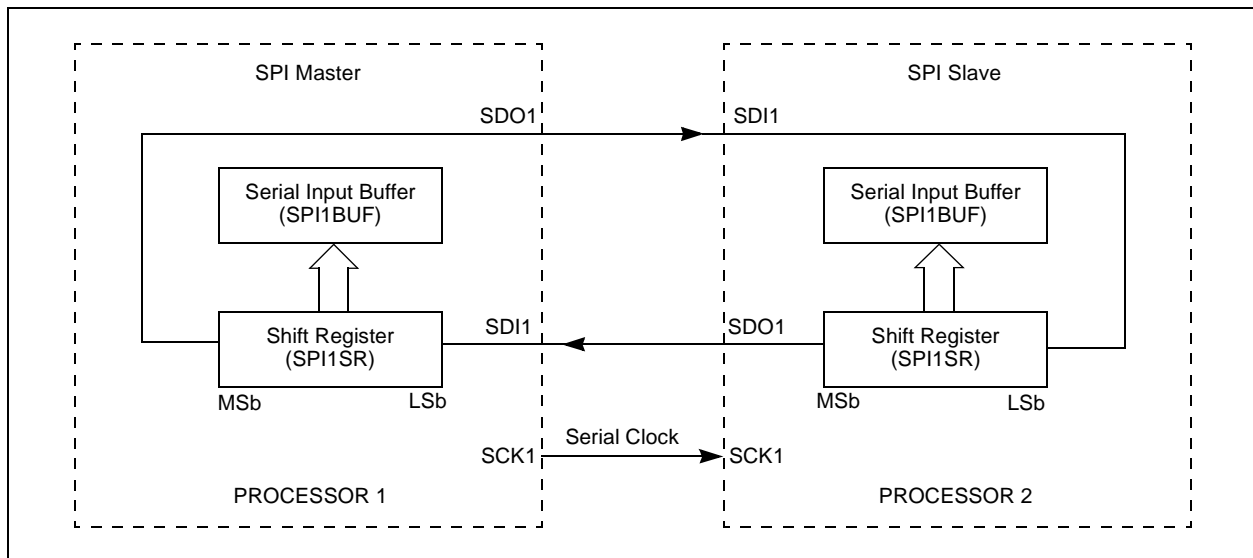 SPI Master
SPI Slave
SDO1
SDI1
Serial Input Buffer
(SPI1BUF)
Serial Input Buffer
(SPI1BUF)
Shift Register
(SPI1SR)
SDI1
SDO1
Shift Register
(SPI1SR)
MSb
LSb
MSb
LSb
Serial Clock
SCK1
SCK1
PROCESSOR 1
PROCESSOR 2